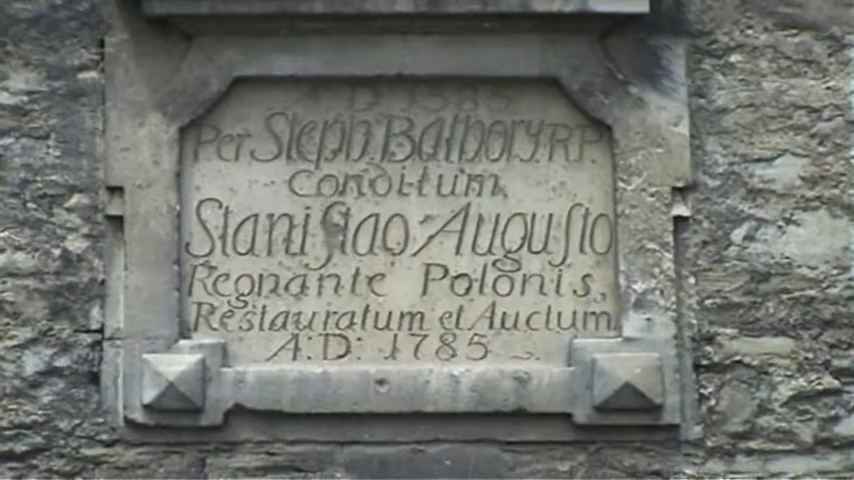 A.D. 1585
Per Steph. Bathory. R.P.
Conditum,
Staniſlao Auguſto
Regnante Polonis,
Restauratum et Auctum
A:D: 1785